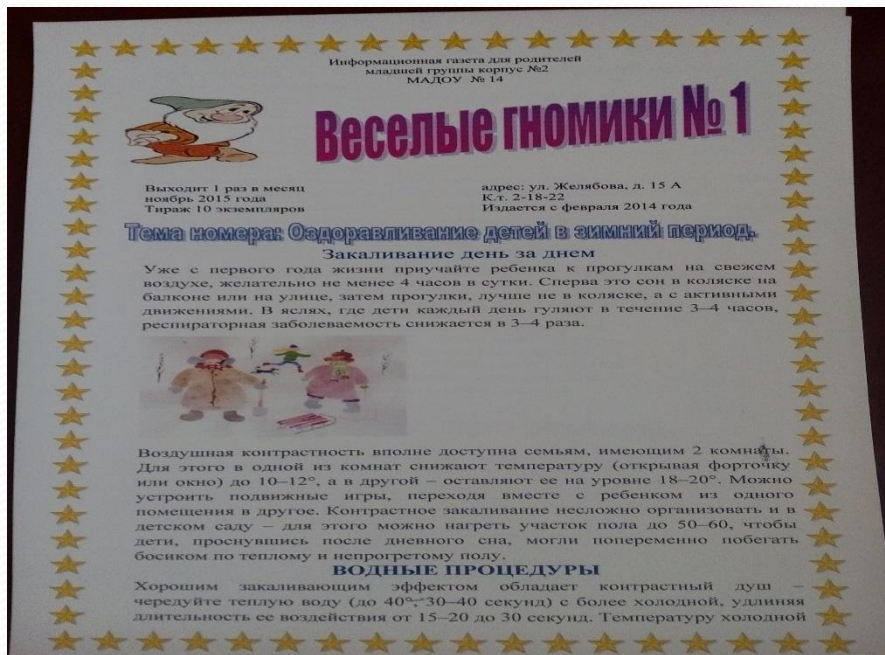 Информационная газета для родителей
младшей группы корпус №2
МАДОУ № 14
Веселые гномики № 1
Выходит 1 раз в месяц
ноябрь 2015 года
Тираж 10 экземпляров
адрес: ул. Желябова, д. 15 А
К.т. 2-18-22
Издается с февраля 2014 года
Тема номера: Оздоравливание детей в зимний период.
Закаливание день за днем
Уже с первого года жизни приучайте ребенка к прогулкам на свежем
воздухе, желательно не менее 4 часов в сутки. Сперва это сон в коляске на
балконе или на улице, затем прогулки, лучше не в коляске, а с активными
движениями. В яслях, где дети каждый день гуляют в течение 3–4 часов,
респираторная заболеваемость снижается в 3–4 раза.
Воздушная контрастность вполне доступна семьям, имеющим 2 комнаты.
Для этого в одной из комнат снижают температуру (открывая форточку
или окно) до 10–12°, а в другой – оставляют ее на уровне 18–20°. Можно
устроить подвижные игры, переходя вместе с ребенком из одного
помещения в другое. Контрастное закаливание несложно организовать и в
детском саду – для этого можно нагреть участок пола до 50–60, чтобы
дети, проснувшись после дневного сна, могли попеременно побегать
босиком по теплому и непрогретому полу.
ВОДНЫЕ ПРОЦЕДУРЫ
Хорошим закаливающим эффектом обладает контрастный душ –
чередуйте теплую воду (до 40°, 30–40 секунд) с более холодной, удлиняя
длительность ее воздействия от 15–20 до 30 секунд. Температуру холодной